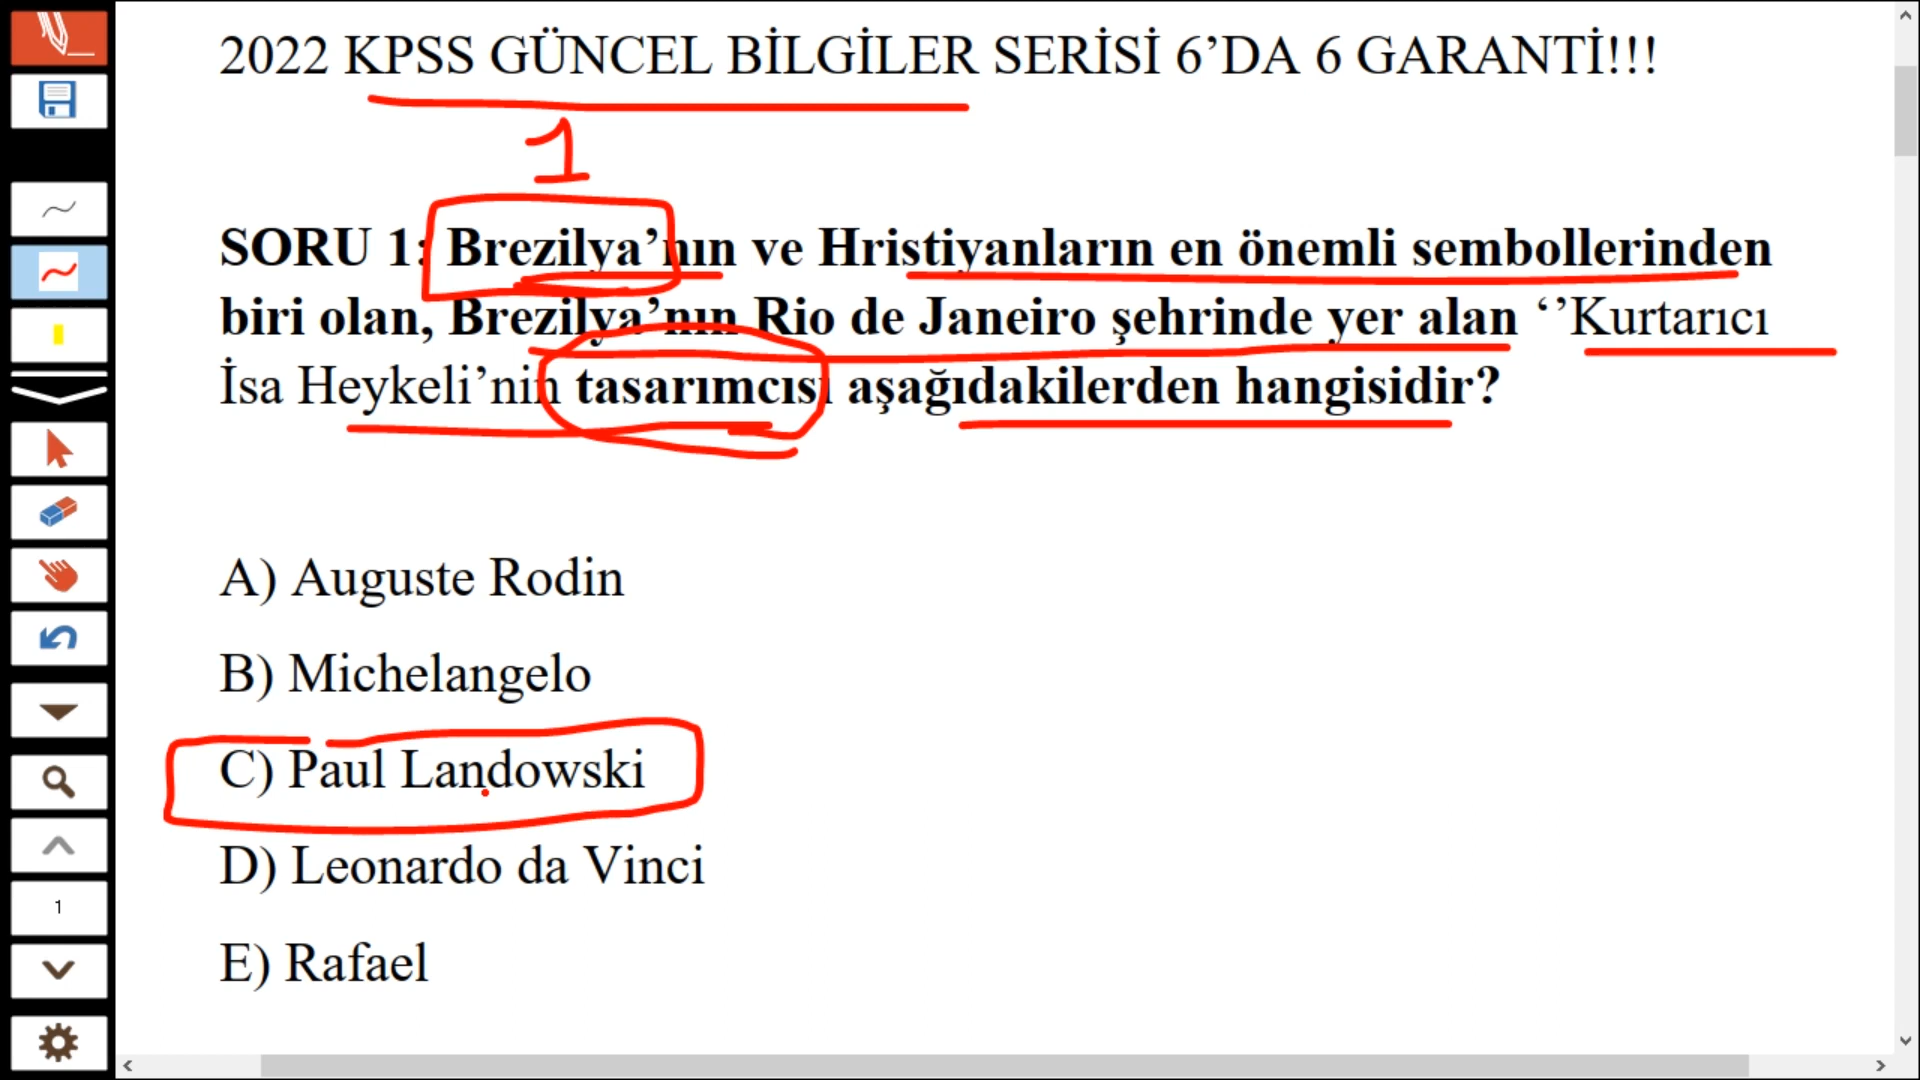 2022 KPSS GÜNCEL BİLGİLER SERİSİ 6’DA 6 GARANTİ!!!
1
SORU 1: Brezilya’nın ve Hristiyanların en önemli sembollerinden
biri olan, Brezilya’nın Rio de Janeiro şehrinde yer alan ‘’Kurtarıcı
İsa Heykeli’nin tasarımcısı aşağıdakilerden hangisidir?
A) Auguste Rodin
B) Michelangelo
C) Paul Landowski
D) Leonardo da Vinci
E) Rafael
1